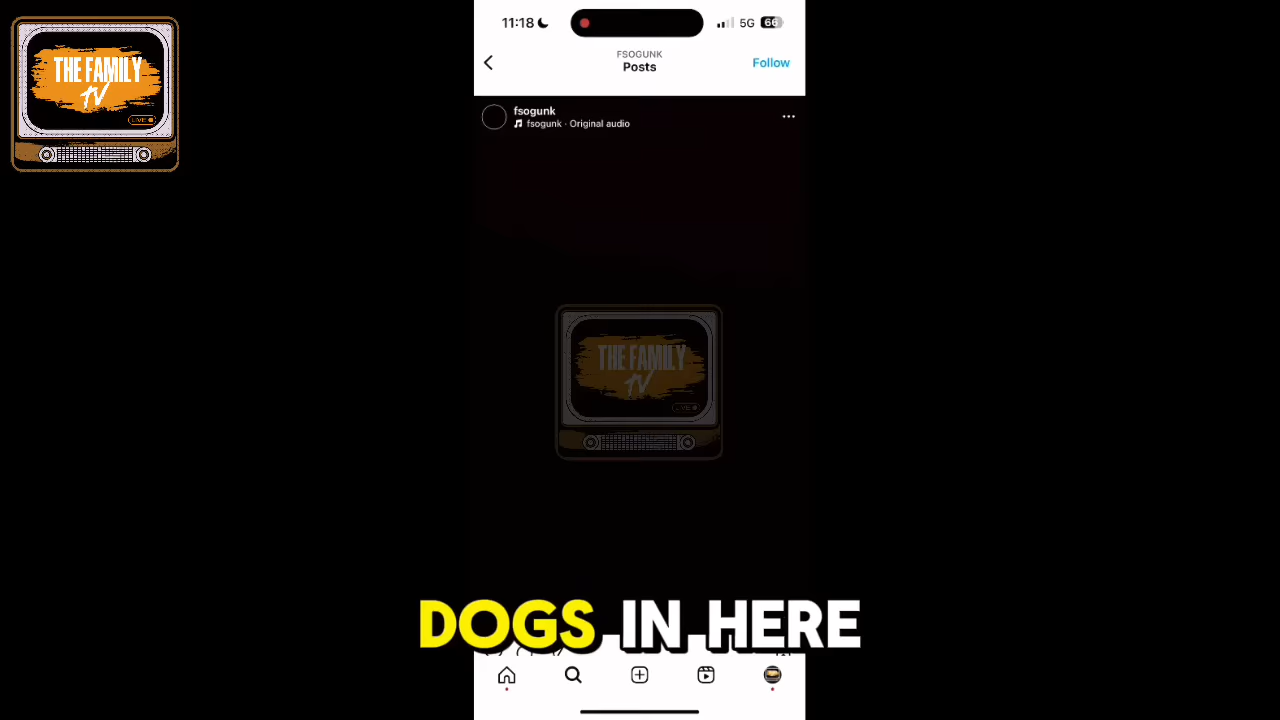 THE FAMILY
TV
LIVE
11:18
5G
66
FSOGUNK
Posts
Follow
fsogunk
fsogunk · Original audio
THE FAMILY
TV
LIVE
DOGS IN HERE